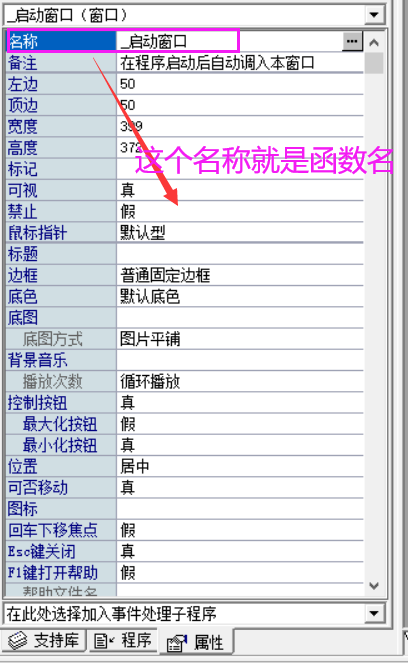 _启动窗口（窗口）
名称 _启动窗口 ...
备注 在程序启动后自动调入本窗口
左边 50
顶边 50
宽度 399
高度 372
这个名称就是函数名
标记
可视 真
禁止 假
鼠标指针 默认型
标题
边框 普通固定边框
底色 默认底色
底图
底图方式 图片平铺
背景音乐
播放次数 循环播放
控制按钮 真
最大化按钮 假
最小化按钮 真
位置 居中
可否移动 真
图标
回车下移焦点 假
Esc键关闭 真
F1键打开帮助 假
帮助文件名
在此处选择加入事件处理子程序
支持库 程序 属性